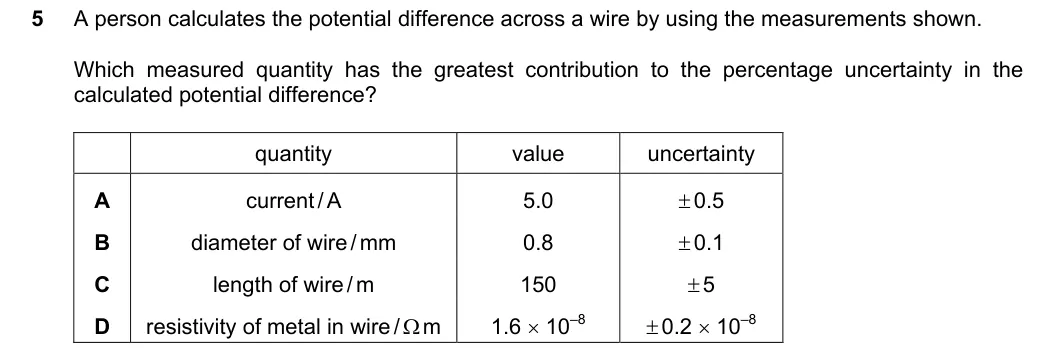 5 A person calculates the potential difference across a wire by using the measurements shown.
Which measured quantity has the greatest contribution to the percentage uncertainty in the
calculated potential difference?
quantity value uncertainty
A current / A 5.0 ±0.5
B diameter of wire / mm 0.8 ±0.1
C length of wire / m 150 ±5
D resistivity of metal in wire / Ω m 1.6 × 10⁻⁸ ±0.2 × 10⁻⁸